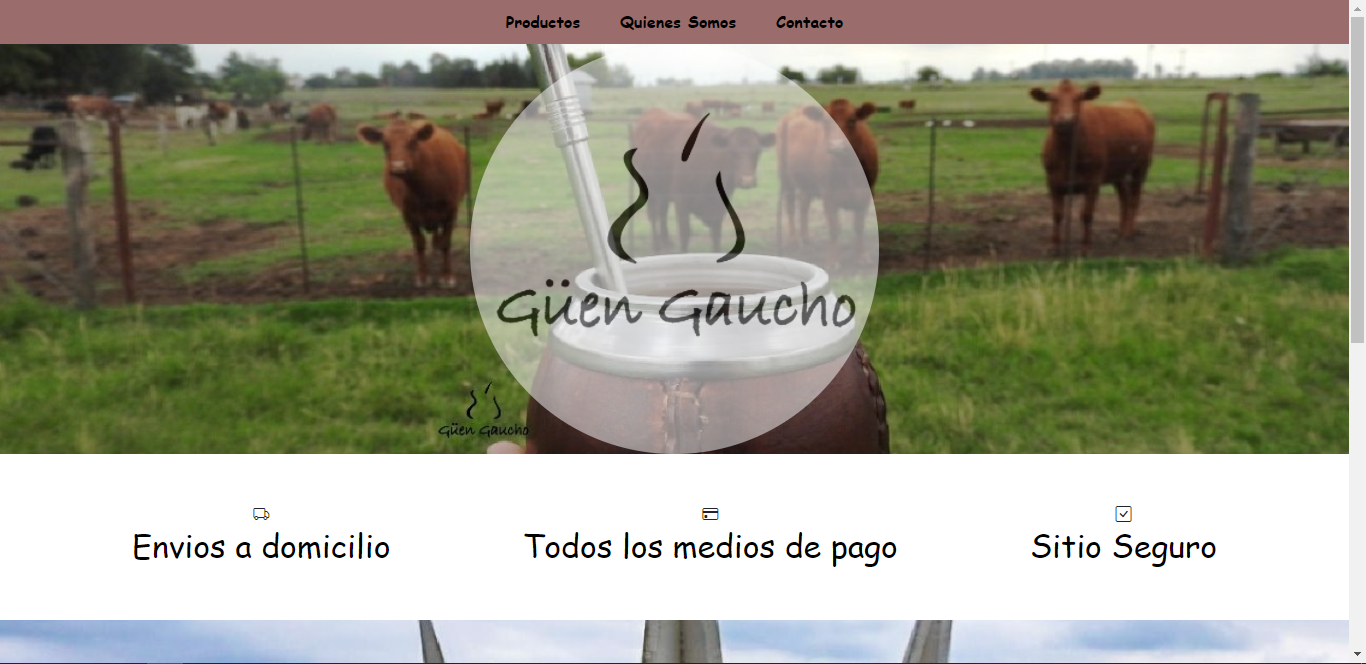 Productos Quienes Somos Contacto
Güen Gaucho
Güen Gaucho
Envios a domicilio
Todos los medios de pago
Sitio Seguro